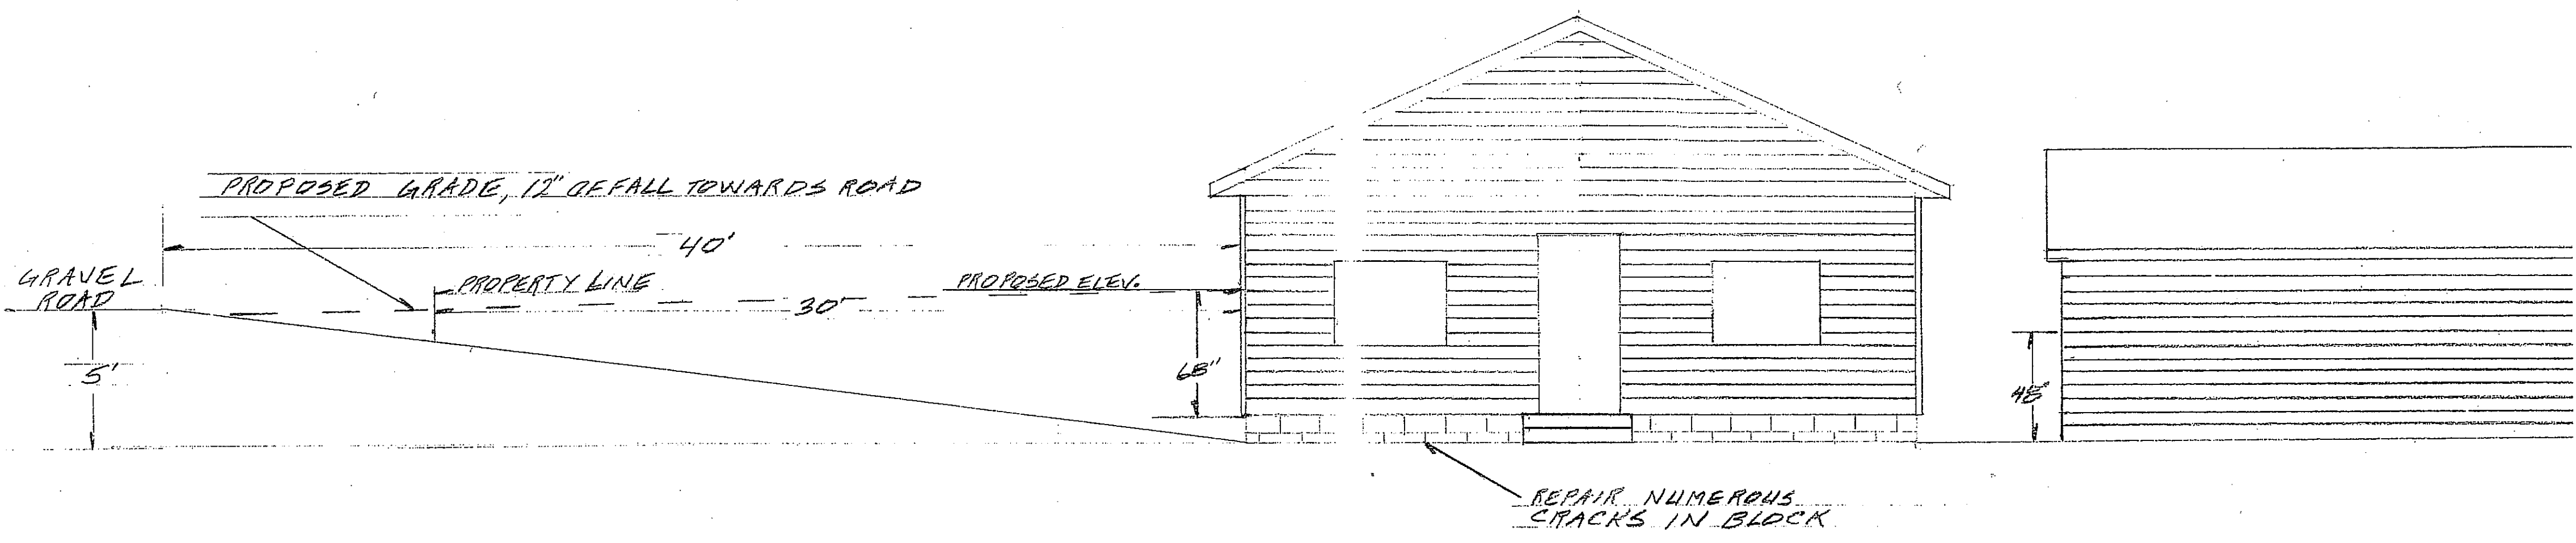 PROPOSED GRADE, 12" OF FALL TOWARDS ROAD
40'
GRAVEL
ROAD
PROPERTY LINE
PROPOSED ELEV.
30'
5'
68"
48"
REPAIR NUMEROUS
CRACKS IN BLOCK